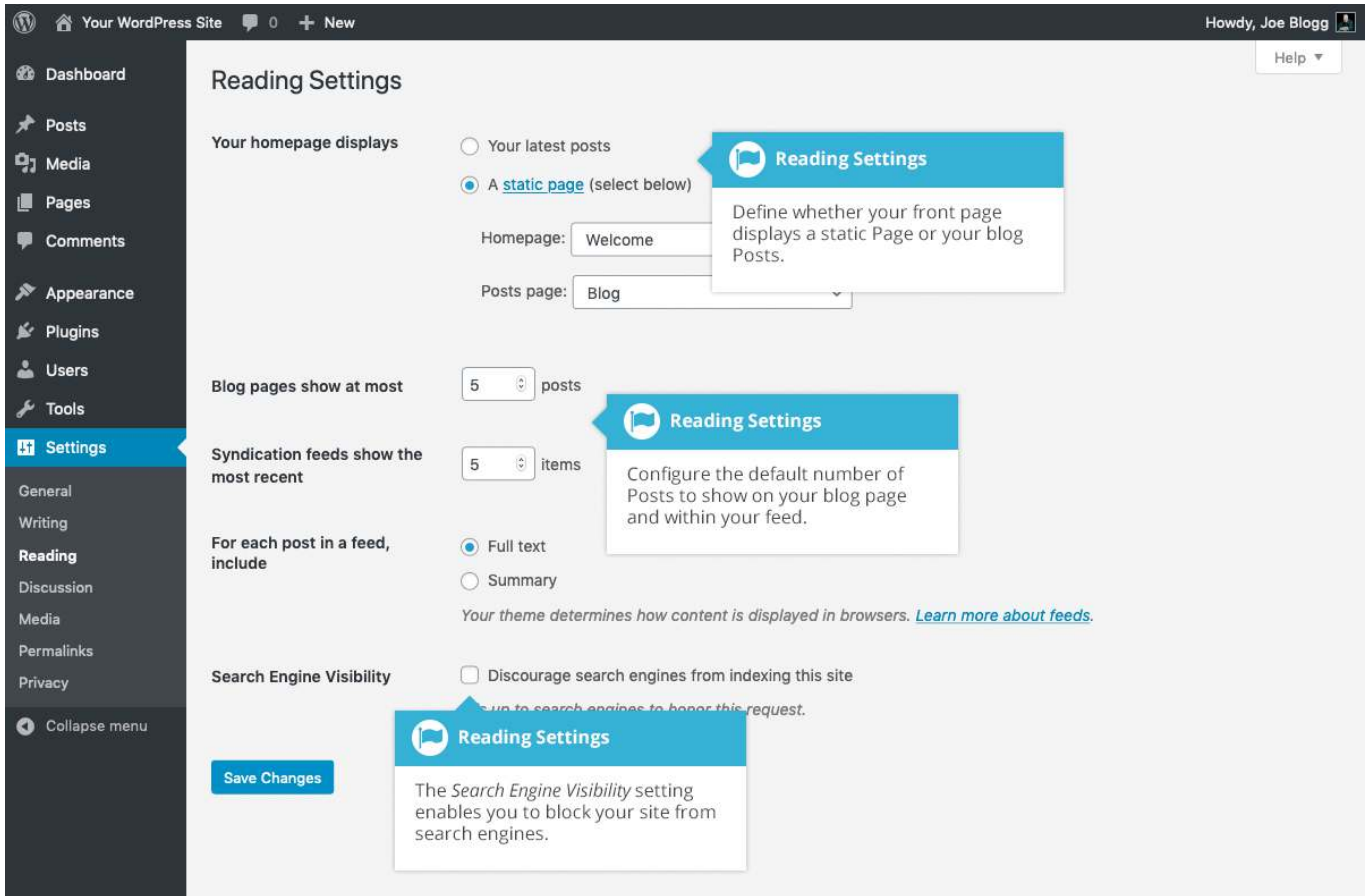 Your WordPress Site 0 + New Howdy, Joe Blogg
Help
Dashboard
Posts
Media
Pages
Comments
Appearance
Plugins
Users
Tools
Settings
General
Writing
Reading
Discussion
Media
Permalinks
Privacy
Collapse menu
Reading Settings
Your homepage displays
Your latest posts
A static page (select below)
Homepage: Welcome
Posts page: Blog
Reading Settings
Define whether your front page
displays a static Page or your blog
Posts.
Blog pages show at most 5 posts
Syndication feeds show the
most recent
5 items
Reading Settings
Configure the default number of
Posts to show on your blog page
and within your feed.
For each post in a feed,
include
Full text
Summary
Your theme determines how content is displayed in browsers. Learn more about feeds.
Search Engine Visibility
Discourage search engines from indexing this site
up to search engines to honor this request.
Reading Settings
The Search Engine Visibility setting
enables you to block your site from
search engines.
Save Changes